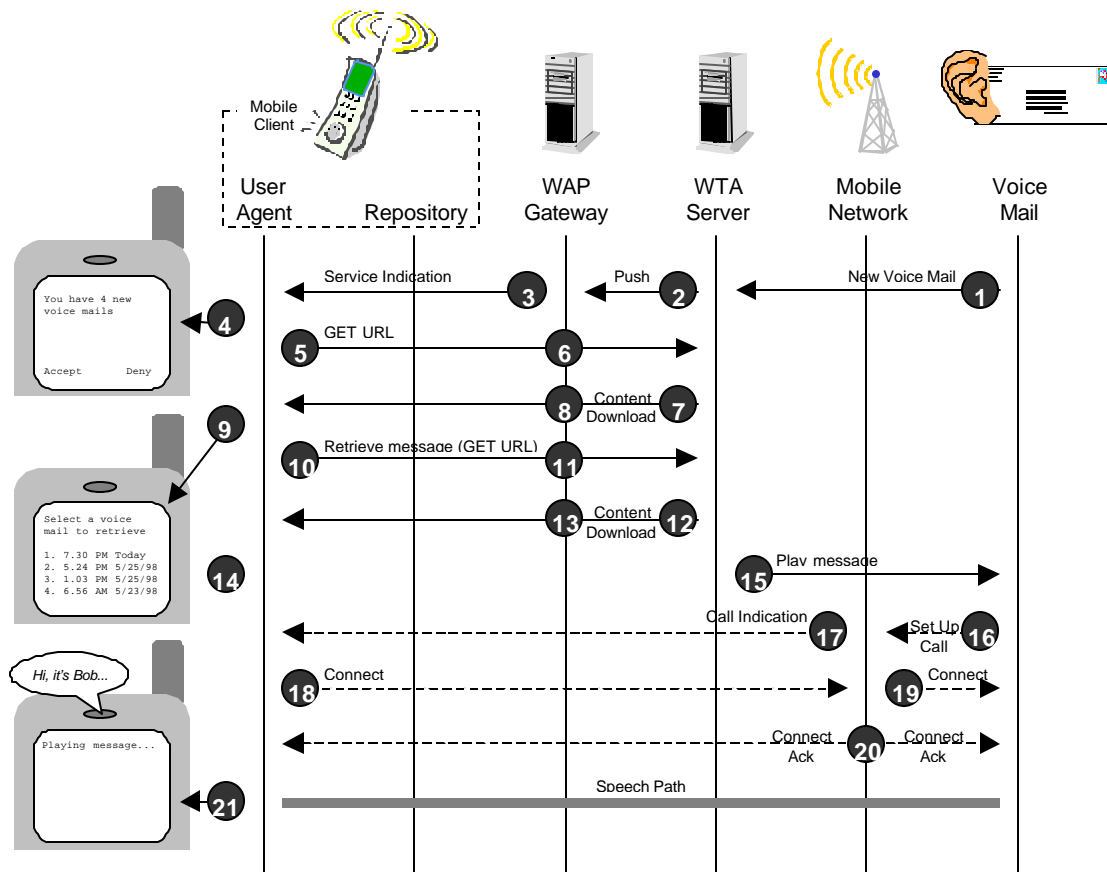 Mobile
Client
User
Agent
Repository
WAP
Gateway
WTA
Server
Mobile
Network
Voice
Mail
Service Indication
3
Push
2
New Voice Mail
1
You have 4 new
voice mails
Accept Deny
4
GET URL
5
6
8
Content
Download
7
9
Retrieve message (GET URL)
10
11
Select a voice
mail to retrieve
1. 7.30 PM Today
2. 5.24 PM 5/25/98
3. 1.03 PM 5/25/98
4. 6.56 AM 5/23/98
13
Content
Download
12
14
15
Play message
Call Indication
17
Set Up
Call
16
Hi, it's Bob...
18
Connect
19
Connect
Playing message...
Connect
Ack
20
Connect
Ack
21
Speech Path